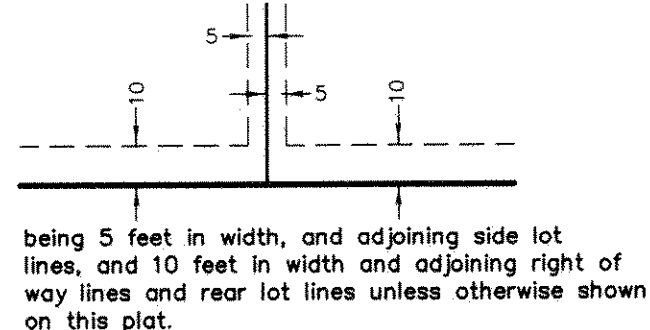 5
5
10
10
being 5 feet in width, and adjoining side lot
lines, and 10 feet in width and adjoining right of
way lines and rear lot lines unless otherwise shown
on this plat.